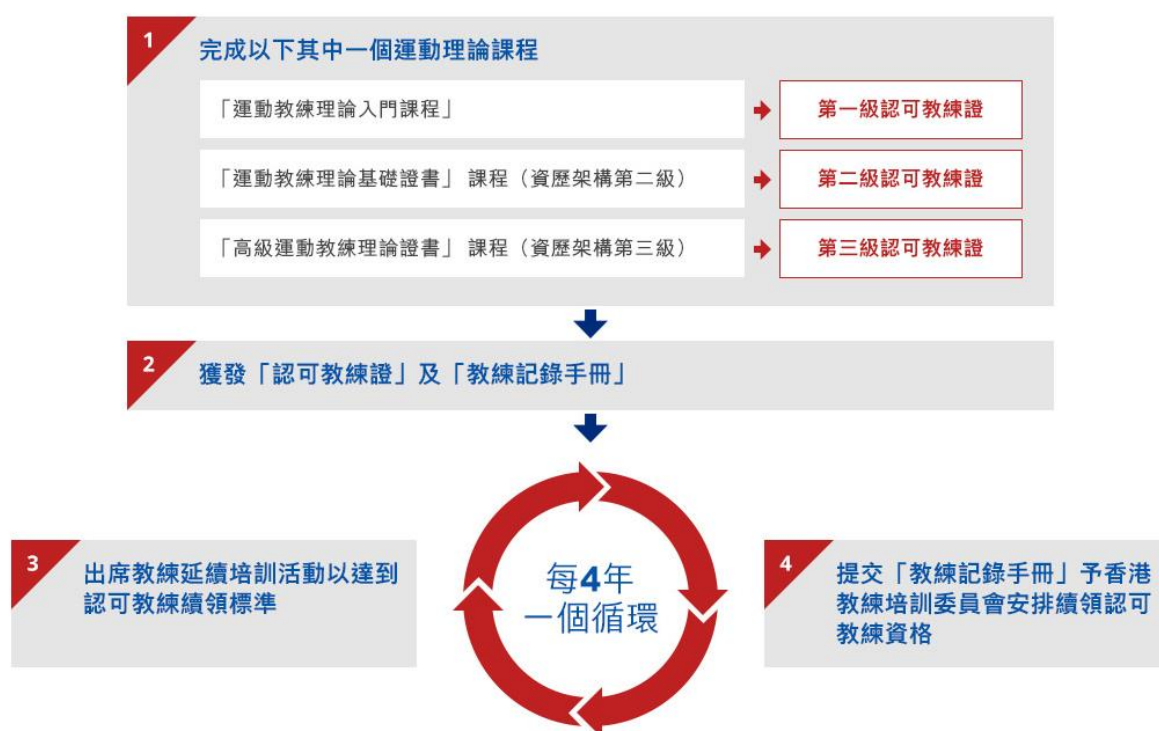 1
完成以下其中一個運動理論課程
「運動教練理論入門課程」
第一級認可教練證
「運動教練理論基礎證書」 課程（資歷架構第二級）
第二級認可教練證
「高級運動教練理論證書」 課程（資歷架構第三級）
第三級認可教練證
2
獲發「認可教練證」及「教練記錄手冊」
3
出席教練延續培訓活動以達到
認可教練續領標準
每4年
一個循環
4
提交「教練記錄手冊」予香港
教練培訓委員會安排續領認可
教練資格